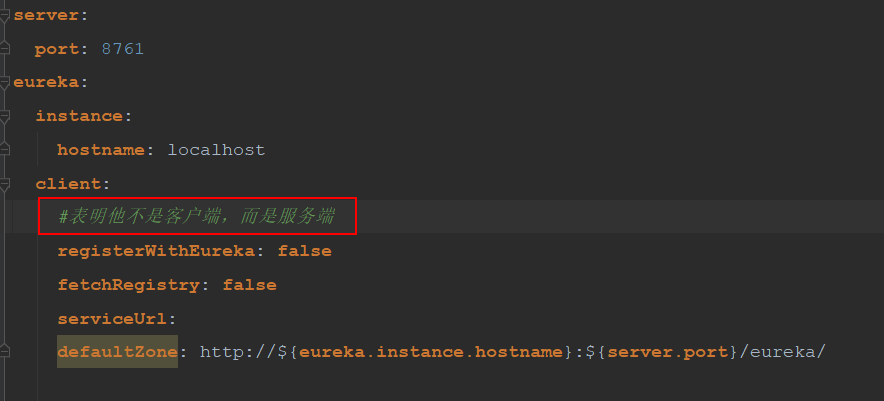 server:
  port: 8761
eureka:
  instance:
    hostname: localhost
  client:
    #表明他不是客户端，而是服务端
    registerWithEureka: false
    fetchRegistry: false
    serviceUrl:
    defaultZone: http://${eureka.instance.hostname}:${server.port}/eureka/